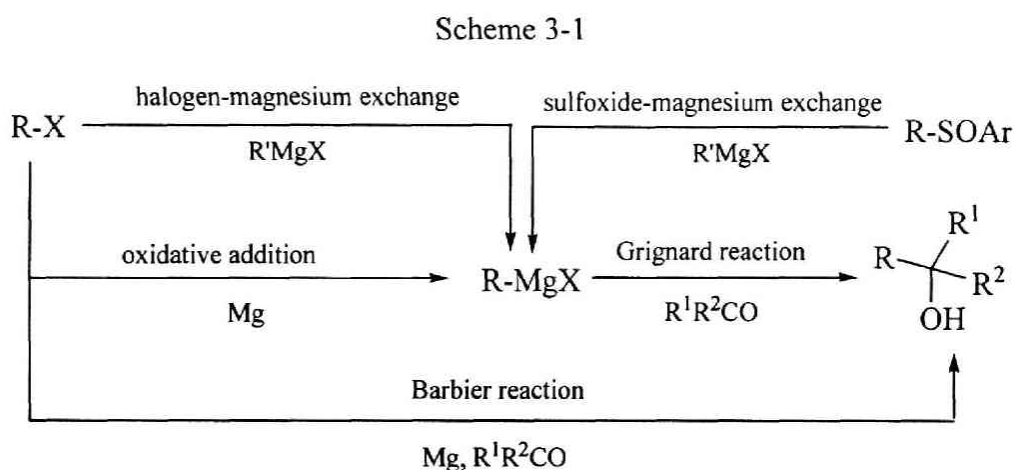 Scheme 3-1
halogen-magnesium exchange
sulfoxide-magnesium exchange
R-X
R'MgX
R'MgX
R-SOAr
oxidative addition
Mg
R-MgX
Grignard reaction
R¹R²CO
R
R¹
R²
OH
Barbier reaction
Mg, R¹R²CO